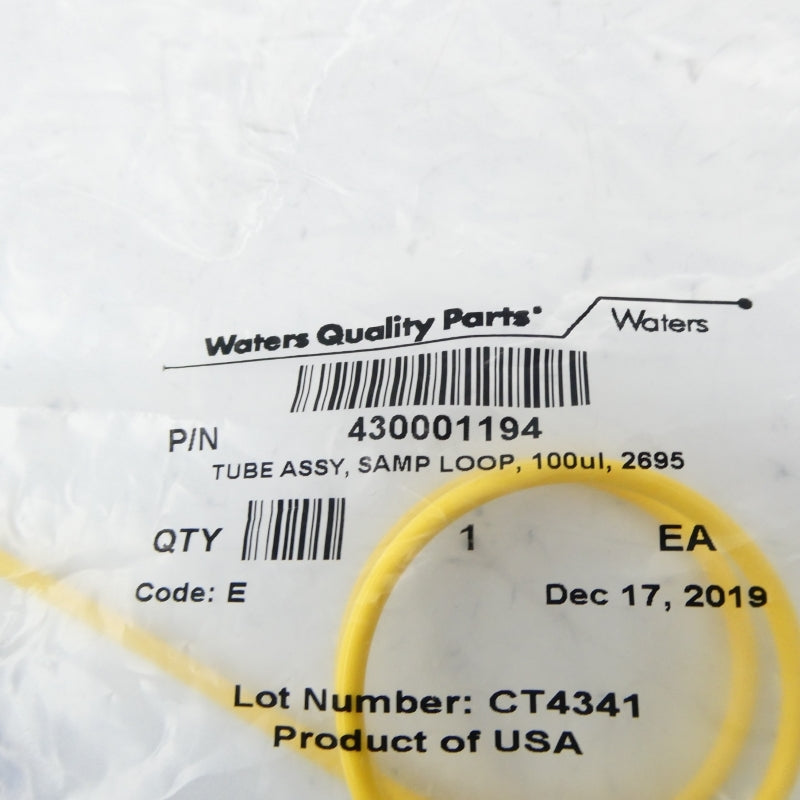 Waters Quality Parts•
Waters
P/N 430001194
TUBE ASSY, SAMP LOOP, 100ul, 2695
QTY 1 EA
Code: E Dec 17, 2019
Lot Number: CT4341
Product of USA